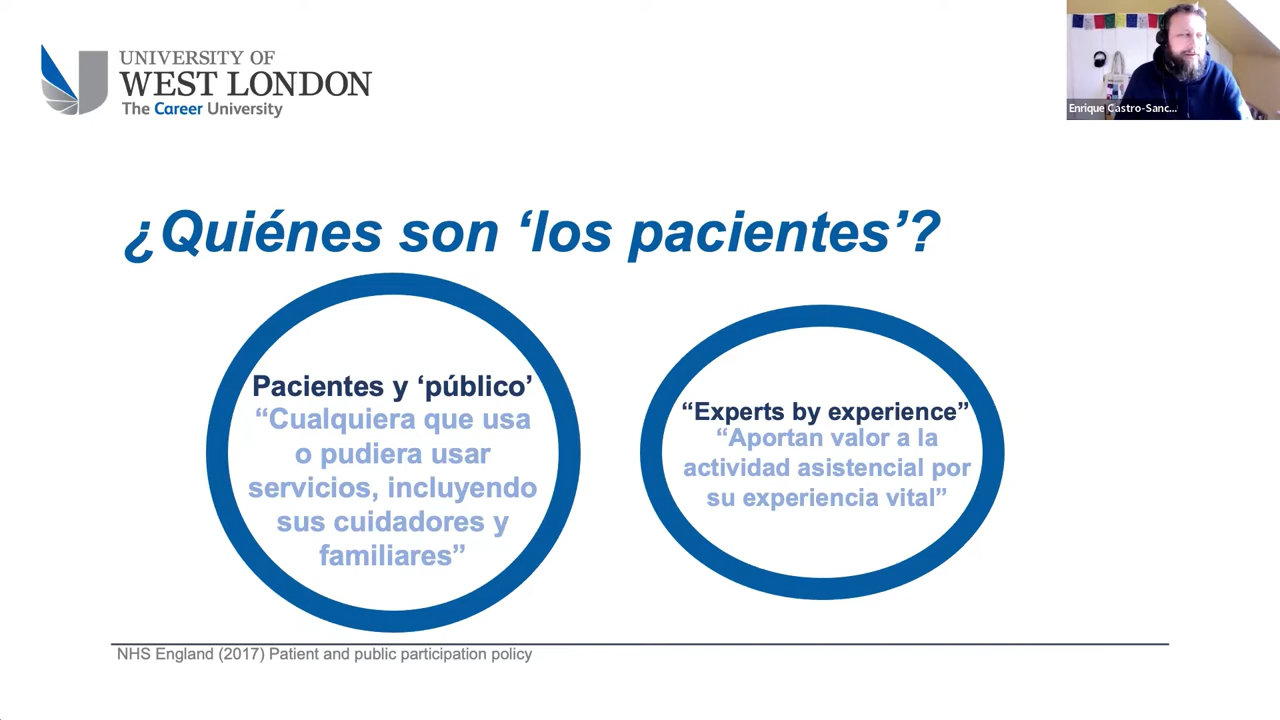 UNIVERSITY OF
WEST LONDON
The Career University
Enrique Castro-Sanc...
¿Quiénes son ‘los pacientes’?
Pacientes y ‘público’
“Cualquiera que usa
o pudiera usar
servicios, incluyendo
sus cuidadores y
familiares”
“Experts by experience”
“Aportan valor a la
actividad asistencial por
su experiencia vital”
NHS England (2017) Patient and public participation policy